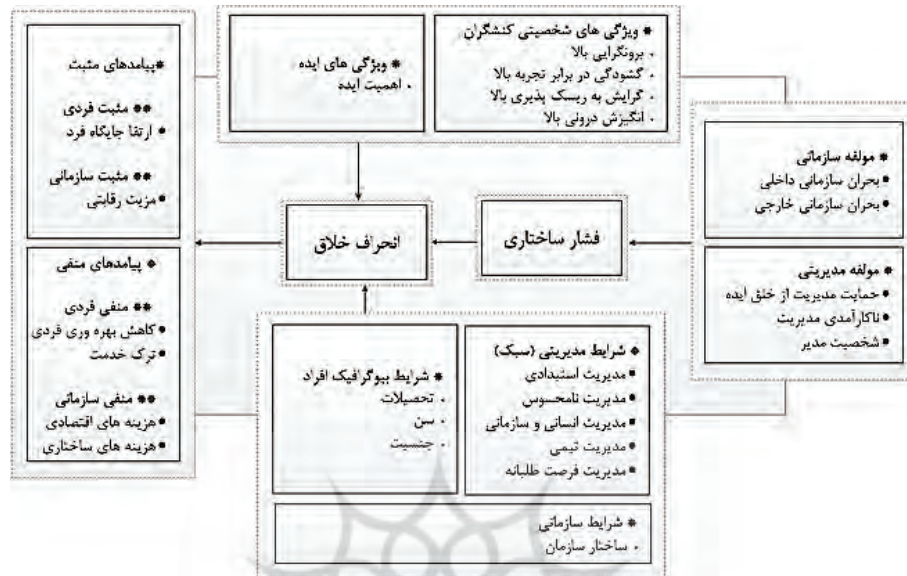 * ویژگی های شخصیتی کنشگران
. برونگرایی بالا
. گشودگی در برابر تجربه بالا
. گرایش به ریسک پذیری بالا
. انگیزش درونی بالا
* ویژگی های ایده
. اهمیت ایده
* مولفه سازمانی
• بحران سازمانی داخلی
• بحران سازمانی خارجی
* مولفه مدیریتی
• حمایت مدیریت از خلق ایده
• ناکارآمدی مدیریت
• شخصیت مدیر
فشار ساختاری
انحراف خلاق
* شرایط مدیریتی (سبک)
• مدیریت استبدادی
• مدیریت نامحسوس
• مدیریت انسانی و سازمانی
• مدیریت تیمی
• مدیریت فرصت طلبانه
* شرایط بیوگرافیک افراد
. تحصیلات
. سن
. جنسیت
* شرایط سازمانی
. ساختار سازمان
*پیامدهای مثبت
** مثبت فردی
• ارتقا جایگاه فرد
** مثبت سازمانی
• مزیت رقابتی
* پیامدهای منفی
** منفی فردی
• کاهش بهره وری فردی
• ترک خدمت
** منفی سازمانی
• هزینه های اقتصادی
• هزینه های ساختاری